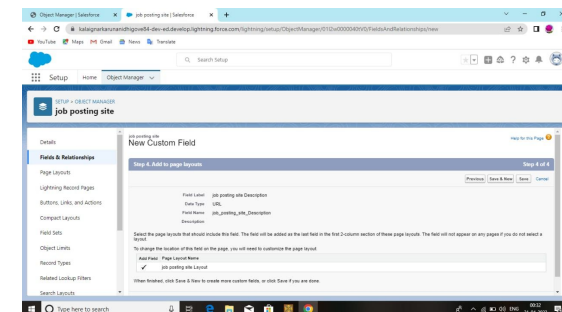 Object Manager | Salesforce
job posting site | Salesforce
kalaignarkarunanidhigove64-dev-ed.develop.lightning.force.com/lightning/setup/ObjectManager/
YouTube Maps Gmail News Translate
Search Setup
Setup Home Object Manager
SETUP > OBJECT MANAGER
job posting site
Details
Fields & Relationships
Page Layouts
Lightning Record Pages
Buttons, Links, and Actions
Compact Layouts
Field Sets
Object Limits
Record Types
Related Lookup Filters
Search Layouts
job posting site
New Custom Field
Help for this Page
Step 4. Add to page layouts
Step 4 of 4
Previous Save & New Save Cancel
Field Label job posting site Description
Data Type URL
Field Name job_posting_site_Description
Description
Select the page layouts that should include this field. The field will be added as the last field in the first 2-column section of these page layouts. The field will not appear on any pages if you do not select a
layout.
To change the location of this field on the page, you will need to customize the page layout.
Add Field Page Layout Name
job posting site Layout
When finished, click Save & New to create more custom fields, or click Save if you are done.
Type here to search
ENG
00:32